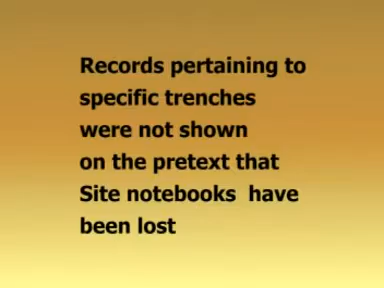 Records pertaining to
specific trenches
were not shown
on the pretext that
Site notebooks have
been lost